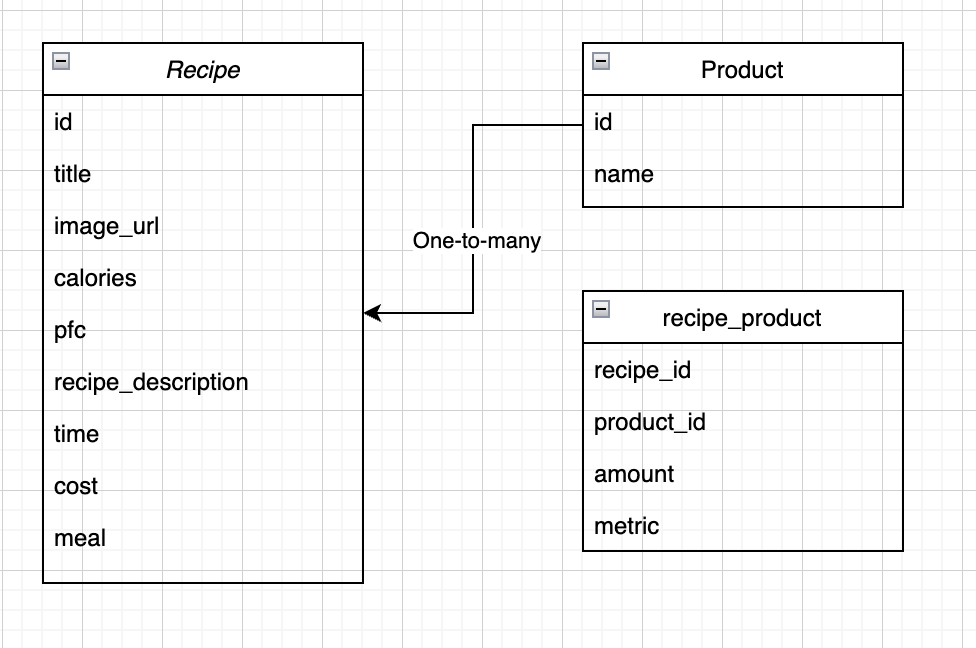 Recipe
id
title
image_url
calories
pfc
recipe_description
time
cost
meal
One-to-many
Product
id
name
recipe_product
recipe_id
product_id
amount
metric